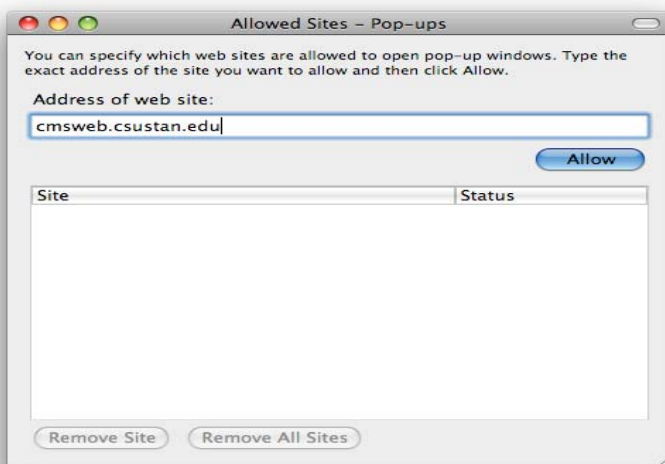 Allowed Sites – Pop-ups
You can specify which web sites are allowed to open pop-up windows. Type the
exact address of the site you want to allow and then click Allow.
Address of web site:
cmsweb.csustan.edu
Allow
Site Status
Remove Site Remove All Sites